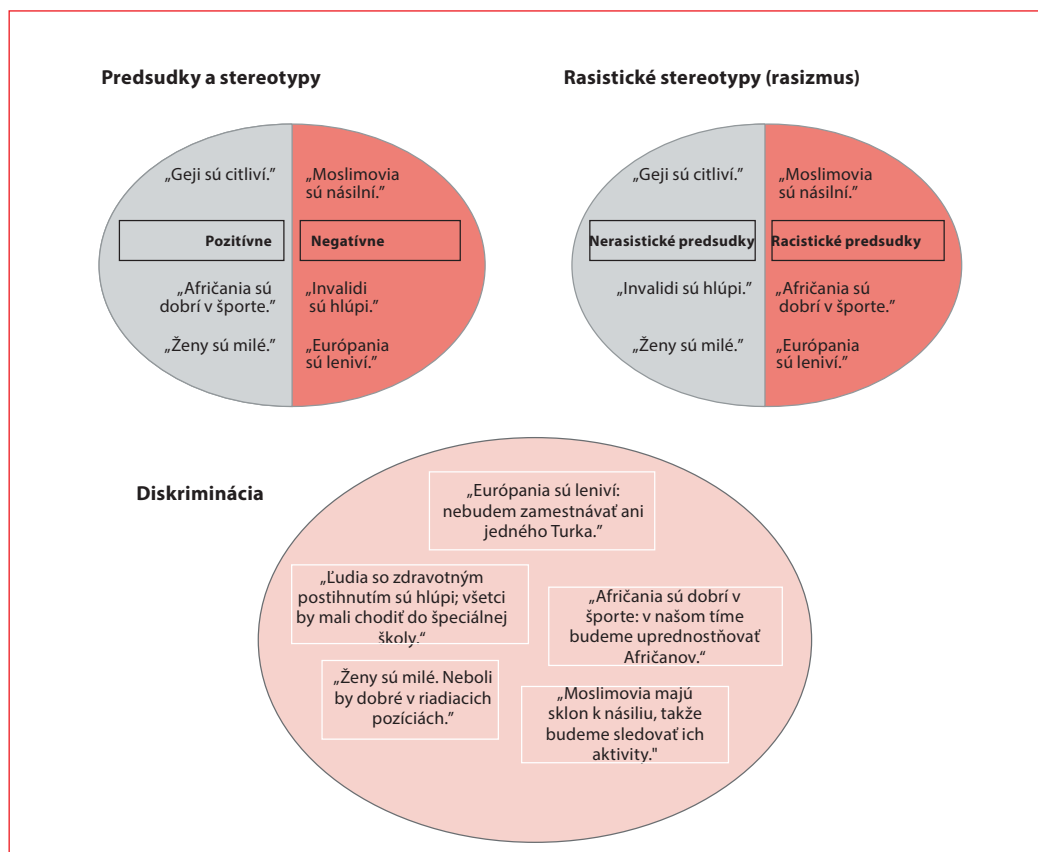 Predsudky a stereotypy
„Geji sú citliví.”
Pozitívne
„Afričania sú
dobrí v športe.”
„Ženy sú milé.”
„Moslimovia
sú násilní.”
Negatívne
„Invalidi
sú hlúpi.”
„Európania
sú leniví.”
Rasistické stereotypy (rasizmus)
„Geji sú citliví.”
Nerasistické predsudky
„Invalidi sú hlúpi.”
„Ženy sú milé.”
„Moslimovia
sú násilní.”
Racistické predsudky
„Afričania sú
dobrí v športe.”
„Európania
sú leniví.”
Diskriminácia
„Európania sú leniví:
nebudem zamestnávať ani
jedného Turka.”
„Ľudia so zdravotným
postihnutím sú hlúpi; všetci
by mali chodiť do špeciálnej
školy.“
„Afričania sú dobrí v
športe: v našom tíme
budeme uprednostňovať
Afričanov.“
„Ženy sú milé. Neboli
by dobré v riadiacich
pozíciách.”
„Moslimovia majú
sklon k násiliu, takže
budeme sledovať ich
aktivity."